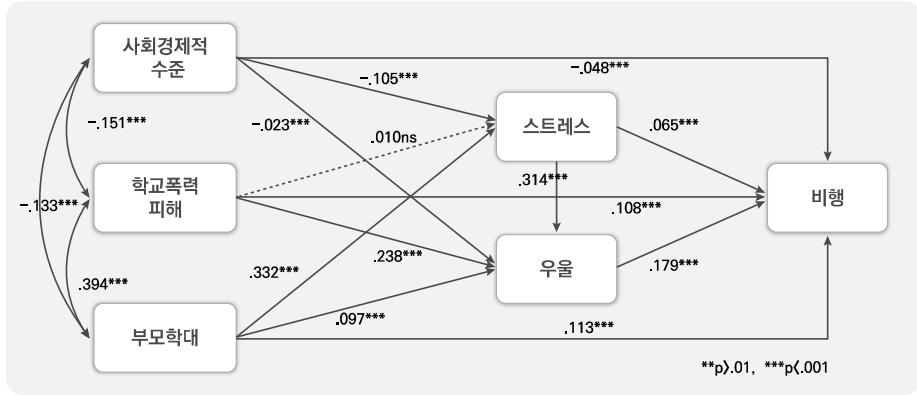 사회경제적
수준
-.048***
-.105***
스트레스
-.151***
-.023***
.010ns
.065***
학교폭력
피해
.314***
비행
-.133***
.108***
.238***
우울
.394***
.332***
.179***
.097***
부모학대
.113***
**p>.01, ***p<.001